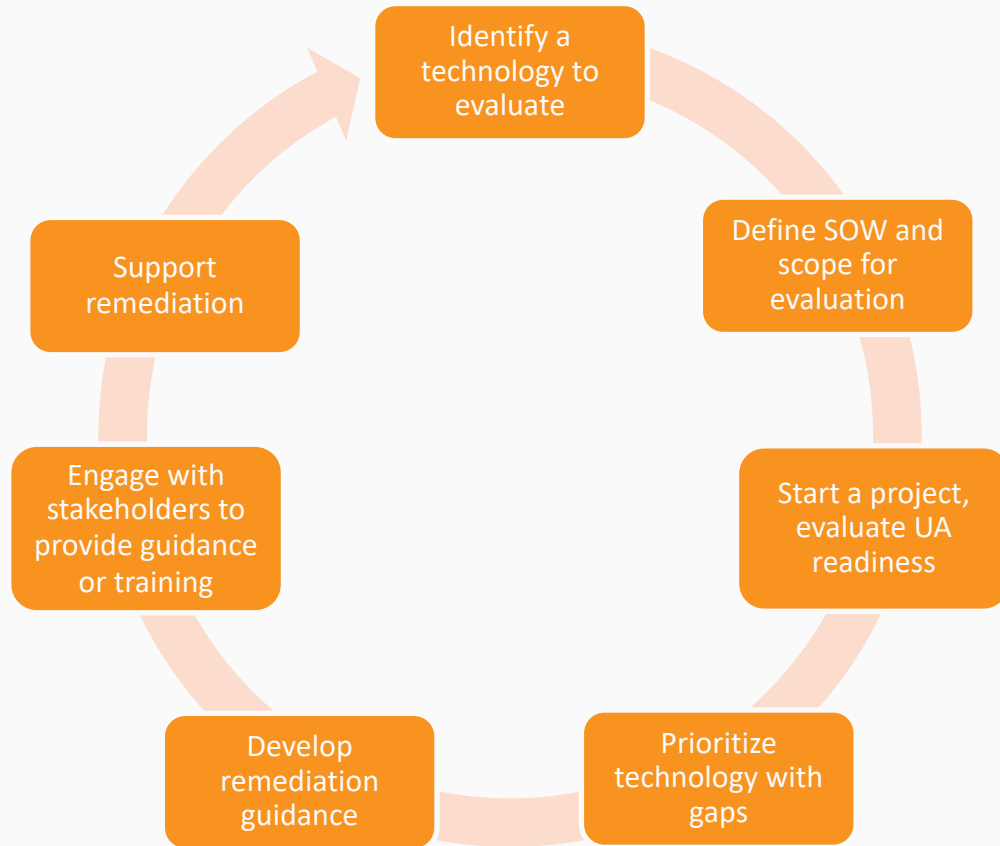 Identify a
technology to
evaluate
Define SOW and
scope for
evaluation
Start a project,
evaluate UA
readiness
Prioritize
technology with
gaps
Develop
remediation
guidance
Engage with
stakeholders to
provide guidance
or training
Support
remediation